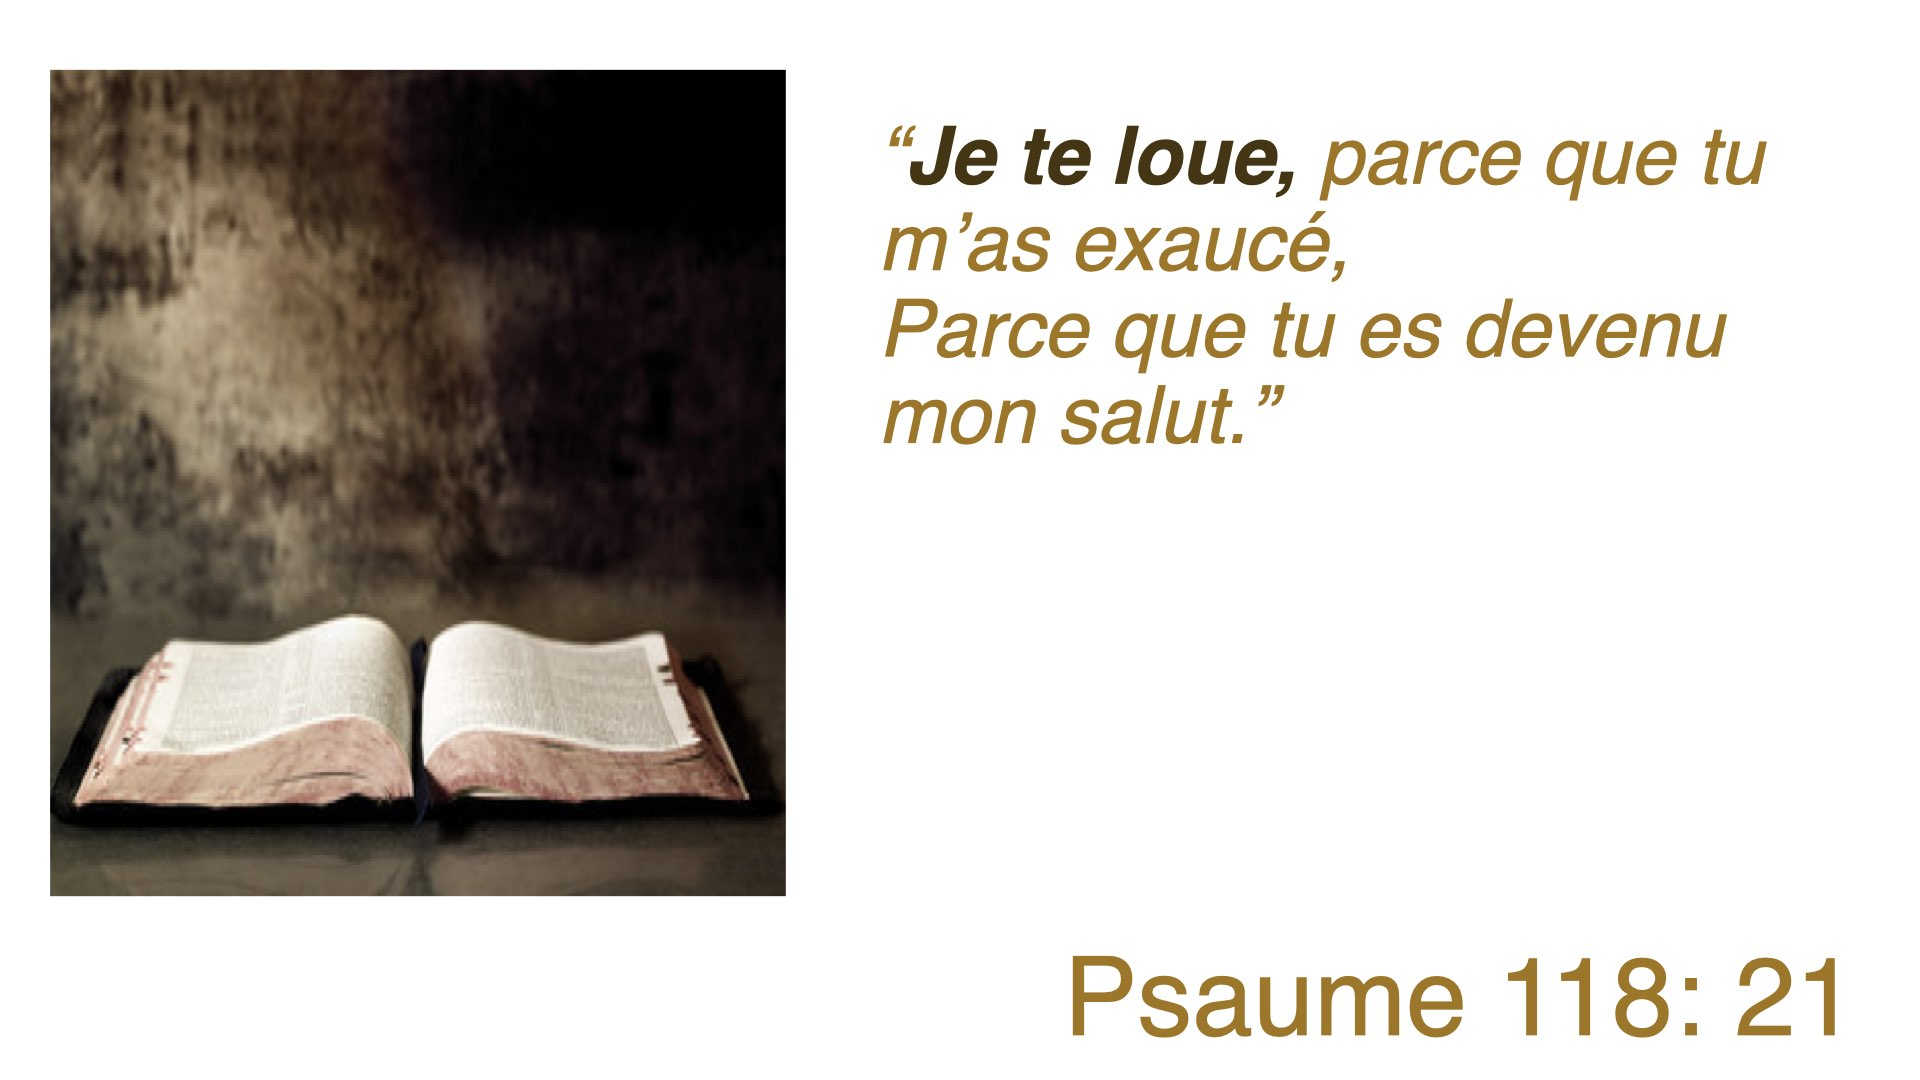 “Je te loue, parce que tu
m’as exaucé,
Parce que tu es devenu
mon salut.”
Psaume 118: 21